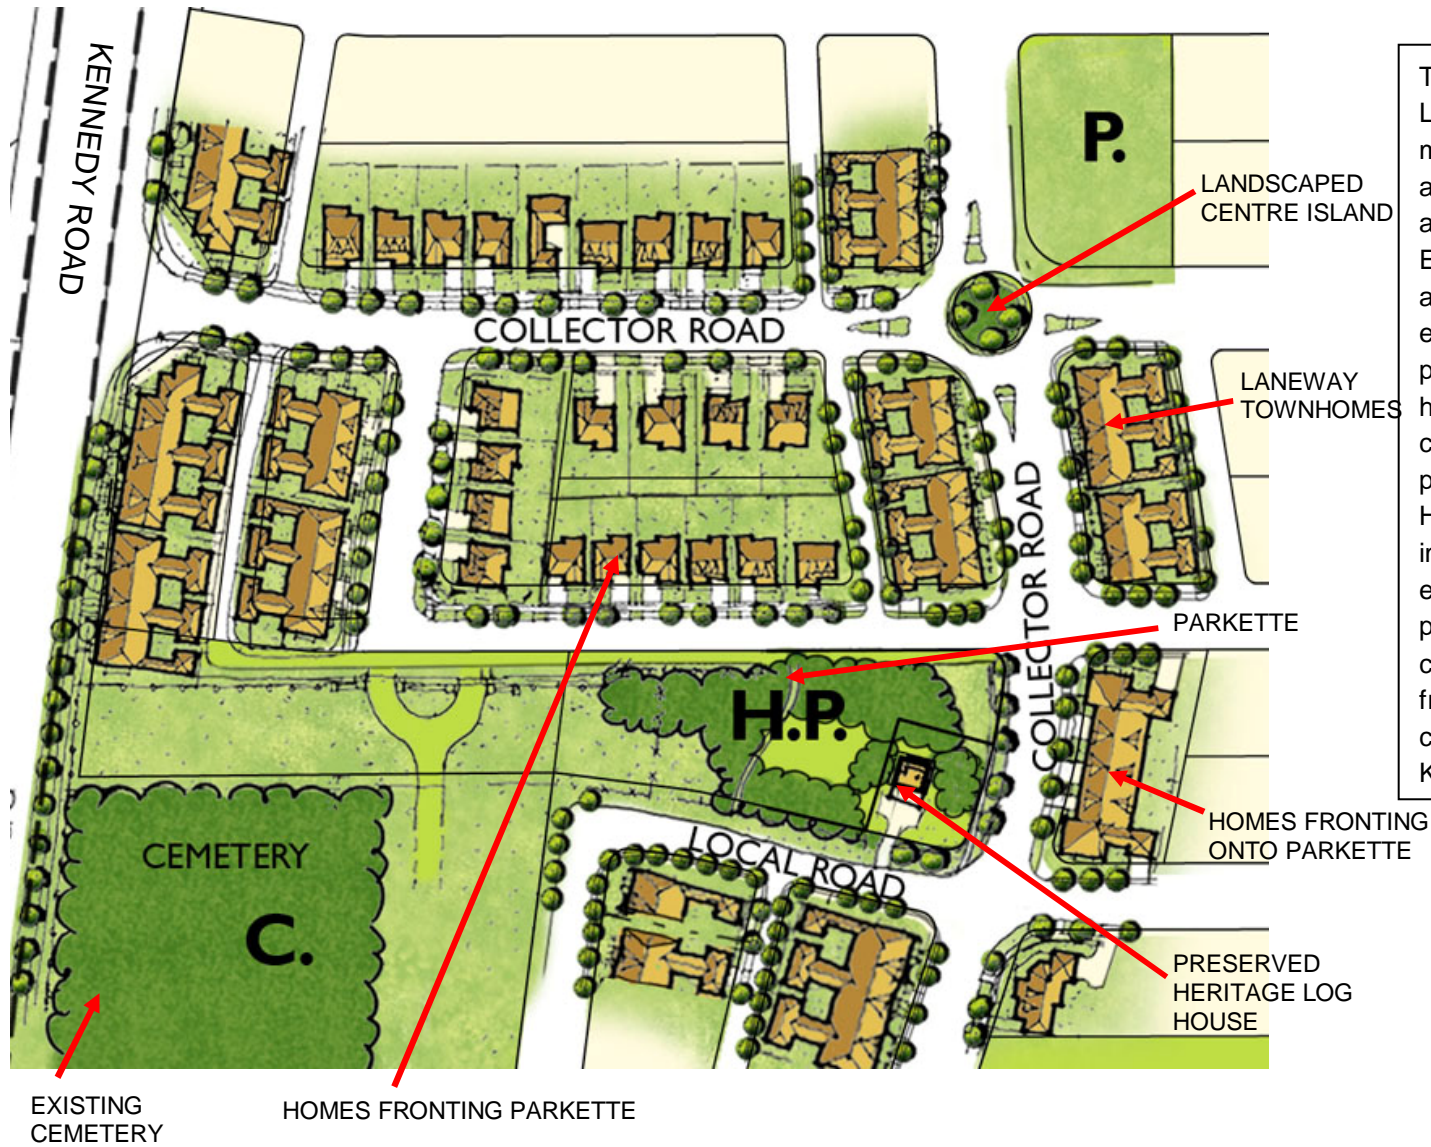 KENNEDY ROAD
P.
LANDSCAPED
CENTRE ISLAND
COLLECTOR ROAD
LANEWAY
TOWNHOMES
COLLECTOR ROAD
PARKETTE
H.P.
CEMETERY
C.
LOCAL ROAD
HOMES FRONTING
ONTO PARKETTE
PRESERVED
HERITAGE LOG
HOUSE
EXISTING
CEMETERY
HOMES FRONTING PARKETTE